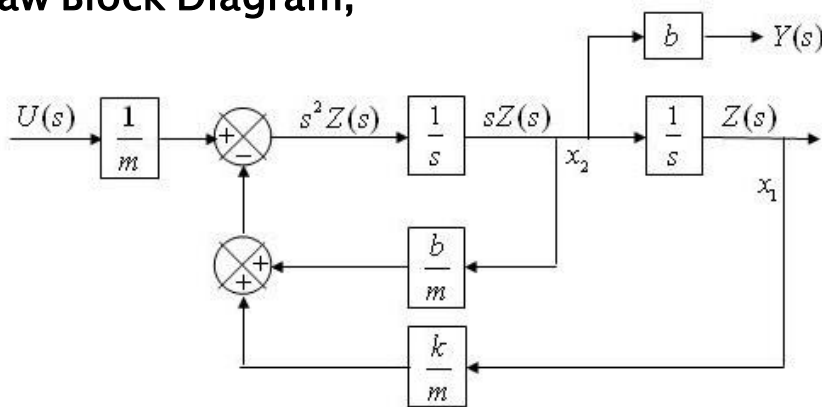 aw Block Diagram,
b
Y(s)
U(s)
1
m
+
−
s²Z(s)
1
s
sZ(s)
x₂
1
s
Z(s)
x₁
+
+
b
m
k
m